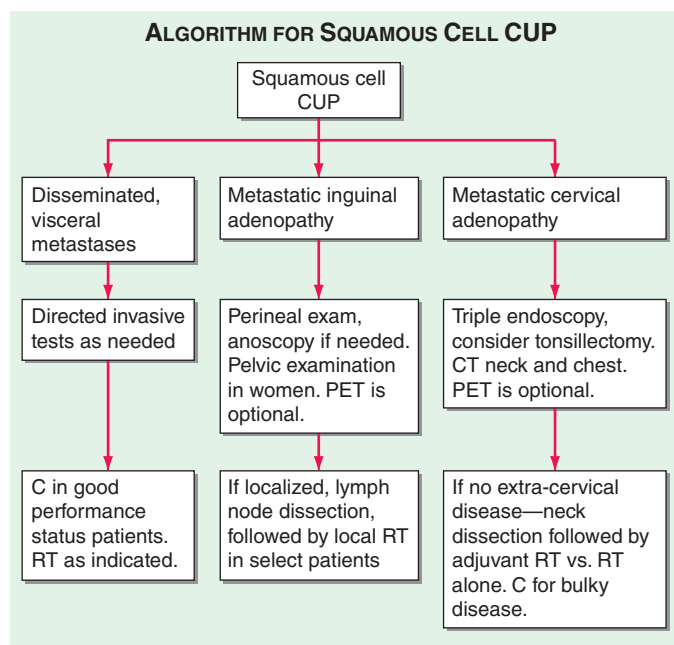 ALGORITHM FOR SQUAMOUS CELL CUP
Squamous cell
CUP
Disseminated,
visceral
metastases
Metastatic inguinal
adenopathy
Metastatic cervical
adenopathy
Directed invasive
tests as needed
Perineal exam,
anoscopy if needed.
Pelvic examination
in women. PET is
optional.
Triple endoscopy,
consider tonsillectomy.
CT neck and chest.
PET is optional.
C in good
performance
status patients.
RT as indicated.
If localized, lymph
node dissection,
followed by local RT
in select patients
If no extra-cervical
disease—neck
dissection followed by
adjuvant RT vs. RT
alone. C for bulky
disease.